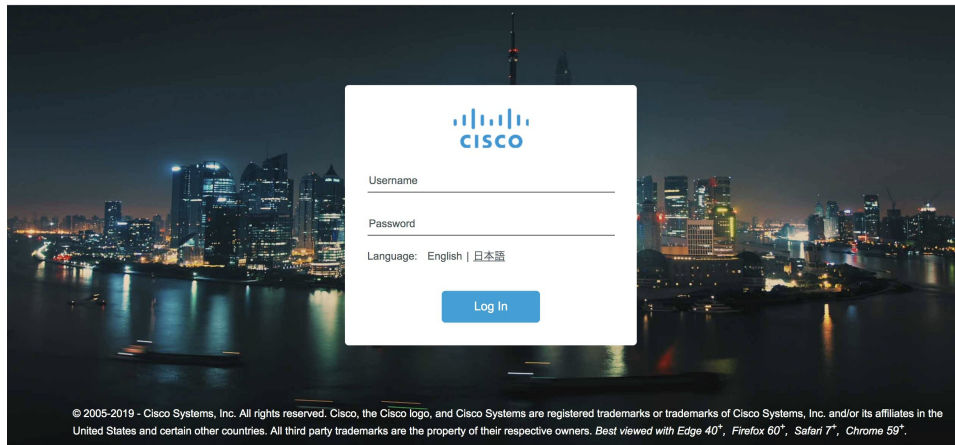 CISCO
Username
Password
Language: English | 日本語
Log In
© 2005-2019 - Cisco Systems, Inc. All rights reserved. Cisco, the Cisco logo, and Cisco Systems are registered trademarks or trademarks of Cisco Systems, Inc. and/or its affiliates in the
United States and certain other countries. All third party trademarks are the property of their respective owners. Best viewed with Edge 40+, Firefox 60+, Safari 7+, Chrome 59+.